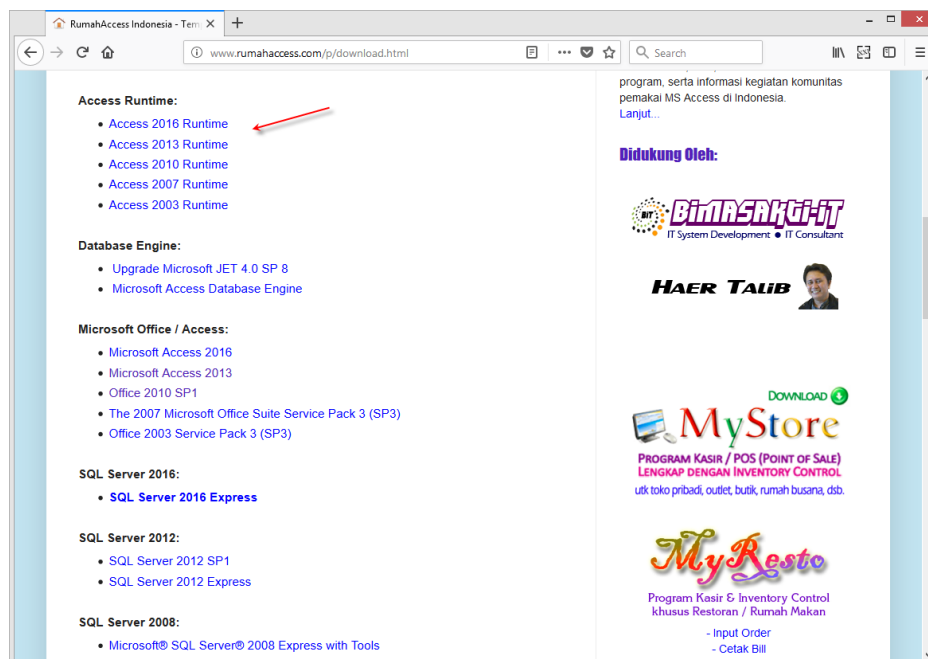 RumahAccess Indonesia - Tem
www.rumahaccess.com/p/download.html
Search
Access Runtime:
Access 2016 Runtime
Access 2013 Runtime
Access 2010 Runtime
Access 2007 Runtime
Access 2003 Runtime
Database Engine:
Upgrade Microsoft JET 4.0 SP 8
Microsoft Access Database Engine
Microsoft Office / Access:
Microsoft Access 2016
Microsoft Access 2013
Office 2010 SP1
The 2007 Microsoft Office Suite Service Pack 3 (SP3)
Office 2003 Service Pack 3 (SP3)
SQL Server 2016:
SQL Server 2016 Express
SQL Server 2012:
SQL Server 2012 SP1
SQL Server 2012 Express
SQL Server 2008:
Microsoft® SQL Server® 2008 Express with Tools
program, serta informasi kegiatan komunitas
pemakai MS Access di Indonesia.
Lanjut...
Didukung Oleh:
BIT BIMASAKTI-IT
IT System Development ● IT Consultant
HAER TALIB
DOWNLOAD
MyStore
PROGRAM KASIR / POS (POINT OF SALE)
LENGKAP DENGAN INVENTORY CONTROL
utk toko pribadi, outlet, butik, rumah busana, dsb.
MyResto
Program Kasir & Inventory Control
khusus Restoran / Rumah Makan
- Input Order
- Cetak Bill